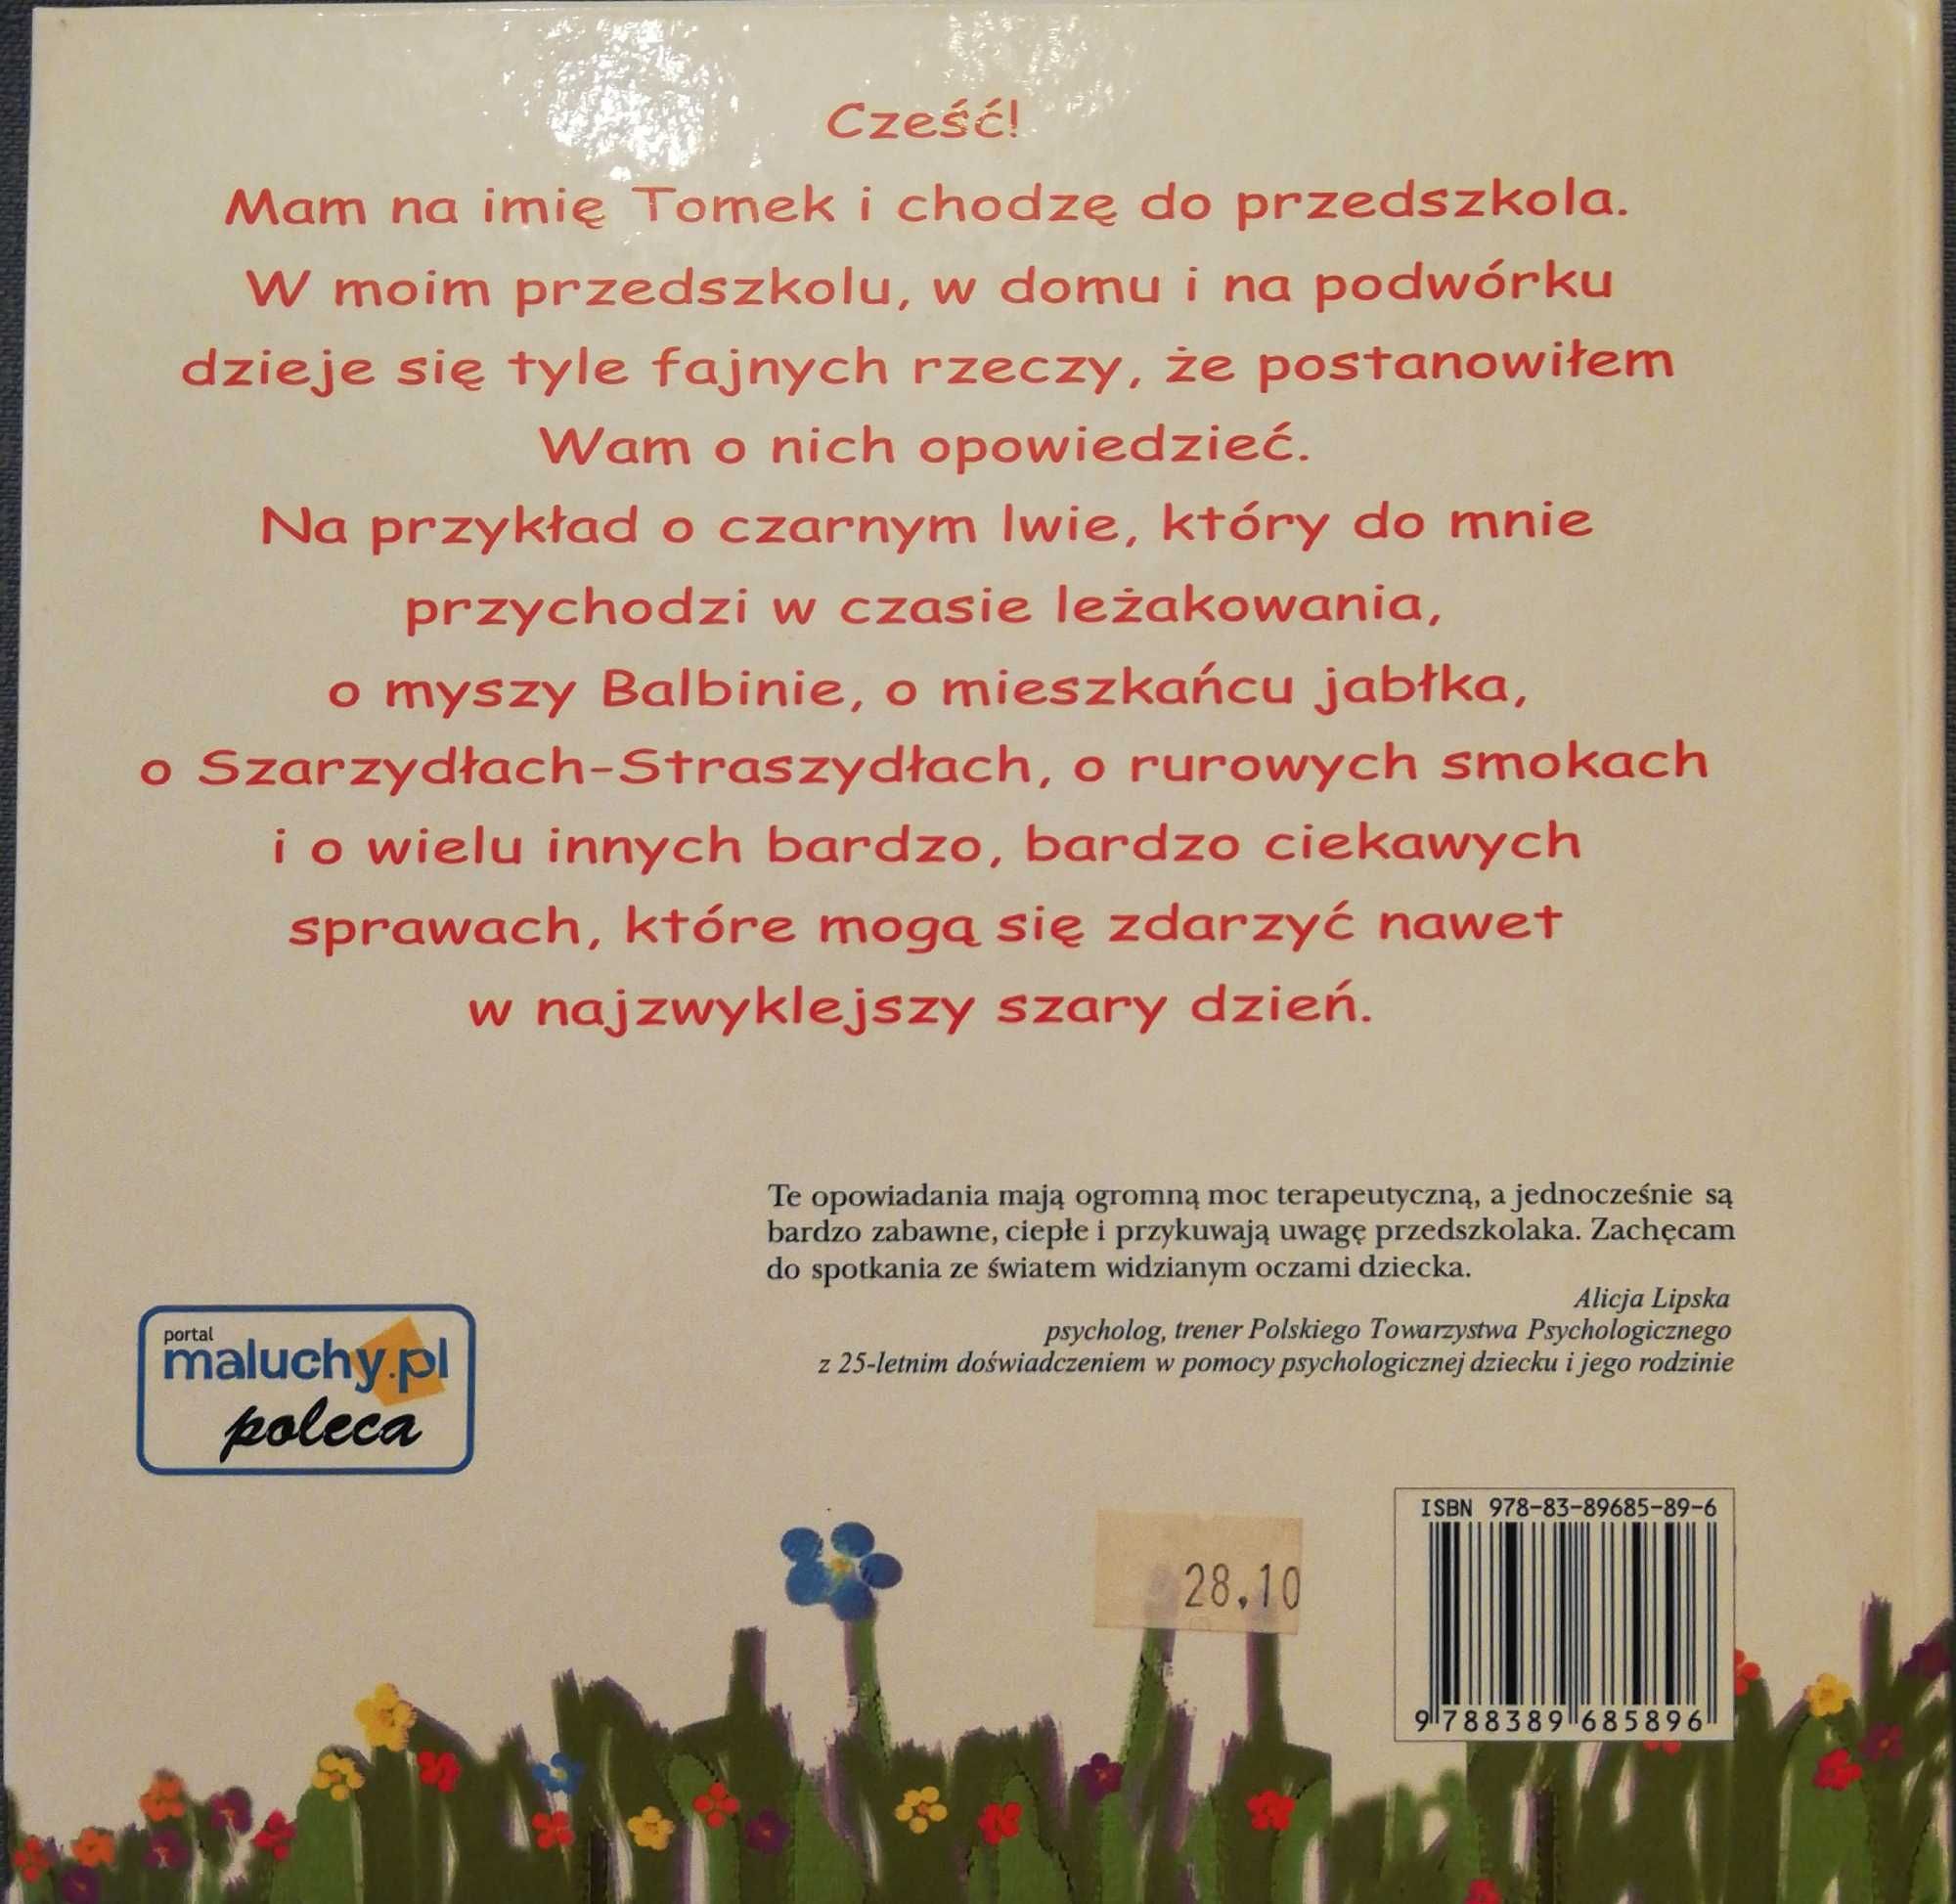 Cześć!
Mam na imię Tomek i chodzę do przedszkola.
W moim przedszkolu, w domu i na podwórku
dzieje się tyle fajnych rzeczy, że postanowiłem
Wam o nich opowiedzieć.
Na przykład o czarnym lwie, który do mnie
przychodzi w czasie leżakowania,
o myszy Balbinie, o mieszkańcu jabłka,
o Szarzydłach-Straszydłach, o rurowych smokach
i o wielu innych bardzo, bardzo ciekawych
sprawach, które mogą się zdarzyć nawet
w najzwyklejszy szary dzień.
Te opowiadania mają ogromną moc terapeutyczną, a jednocześnie są
bardzo zabawne, ciepłe i przykuwają uwagę przedszkolaka. Zachęcam
do spotkania ze światem widzianym oczami dziecka.
Alicja Lipska
psycholog, trener Polskiego Towarzystwa Psychologicznego
z 25-letnim doświadczeniem w pomocy psychologicznej dziecku i jego rodzinie
portal
maluchy.pl
poleca
ISBN 978-83-89685-89-6
28,10
9 788389 685896